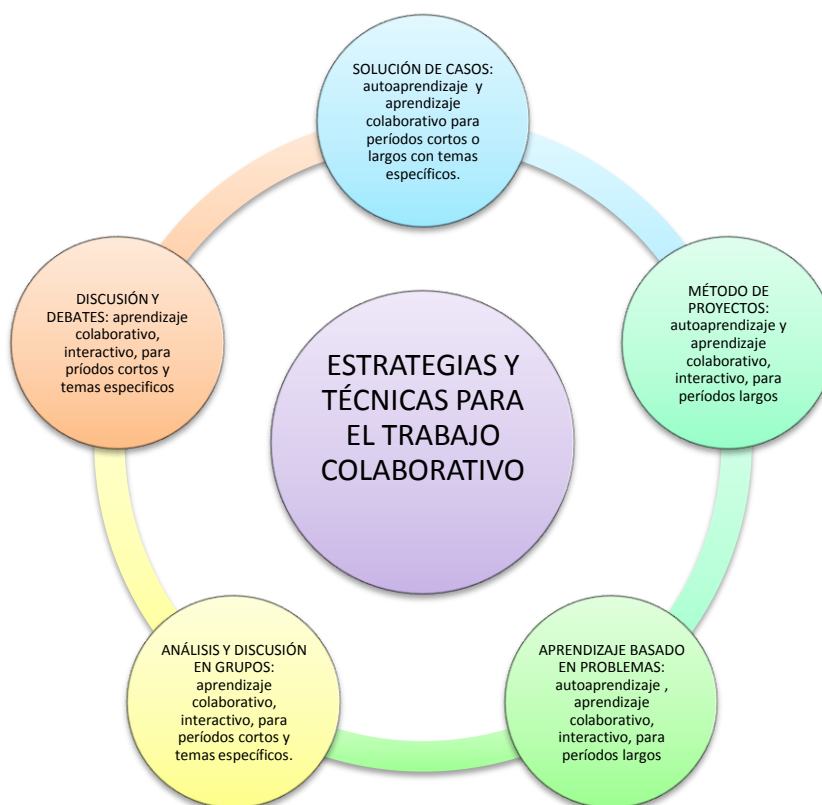 SOLUCIÓN DE CASOS:
autoaprendizaje y
aprendizaje
colaborativo para
períodos cortos o
largos con temas
específicos.
MÉTODO DE
PROYECTOS:
autoaprendizaje y
aprendizaje
colaborativo,
interactivo, para
períodos largos
APRENDIZAJE BASADO
EN PROBLEMAS:
autoaprendizaje ,
aprendizaje
colaborativo,
interactivo, para
períodos largos
ANÁLISIS Y DISCUSIÓN
EN GRUPOS:
aprendizaje
colaborativo,
interactivo, para
períodos cortos y
temas específicos.
DISCUSIÓN Y
DEBATES: aprendizaje
colaborativo,
interactivo, para
príodos cortos y
temas especificos
ESTRATEGIAS Y
TÉCNICAS PARA
EL TRABAJO
COLABORATIVO